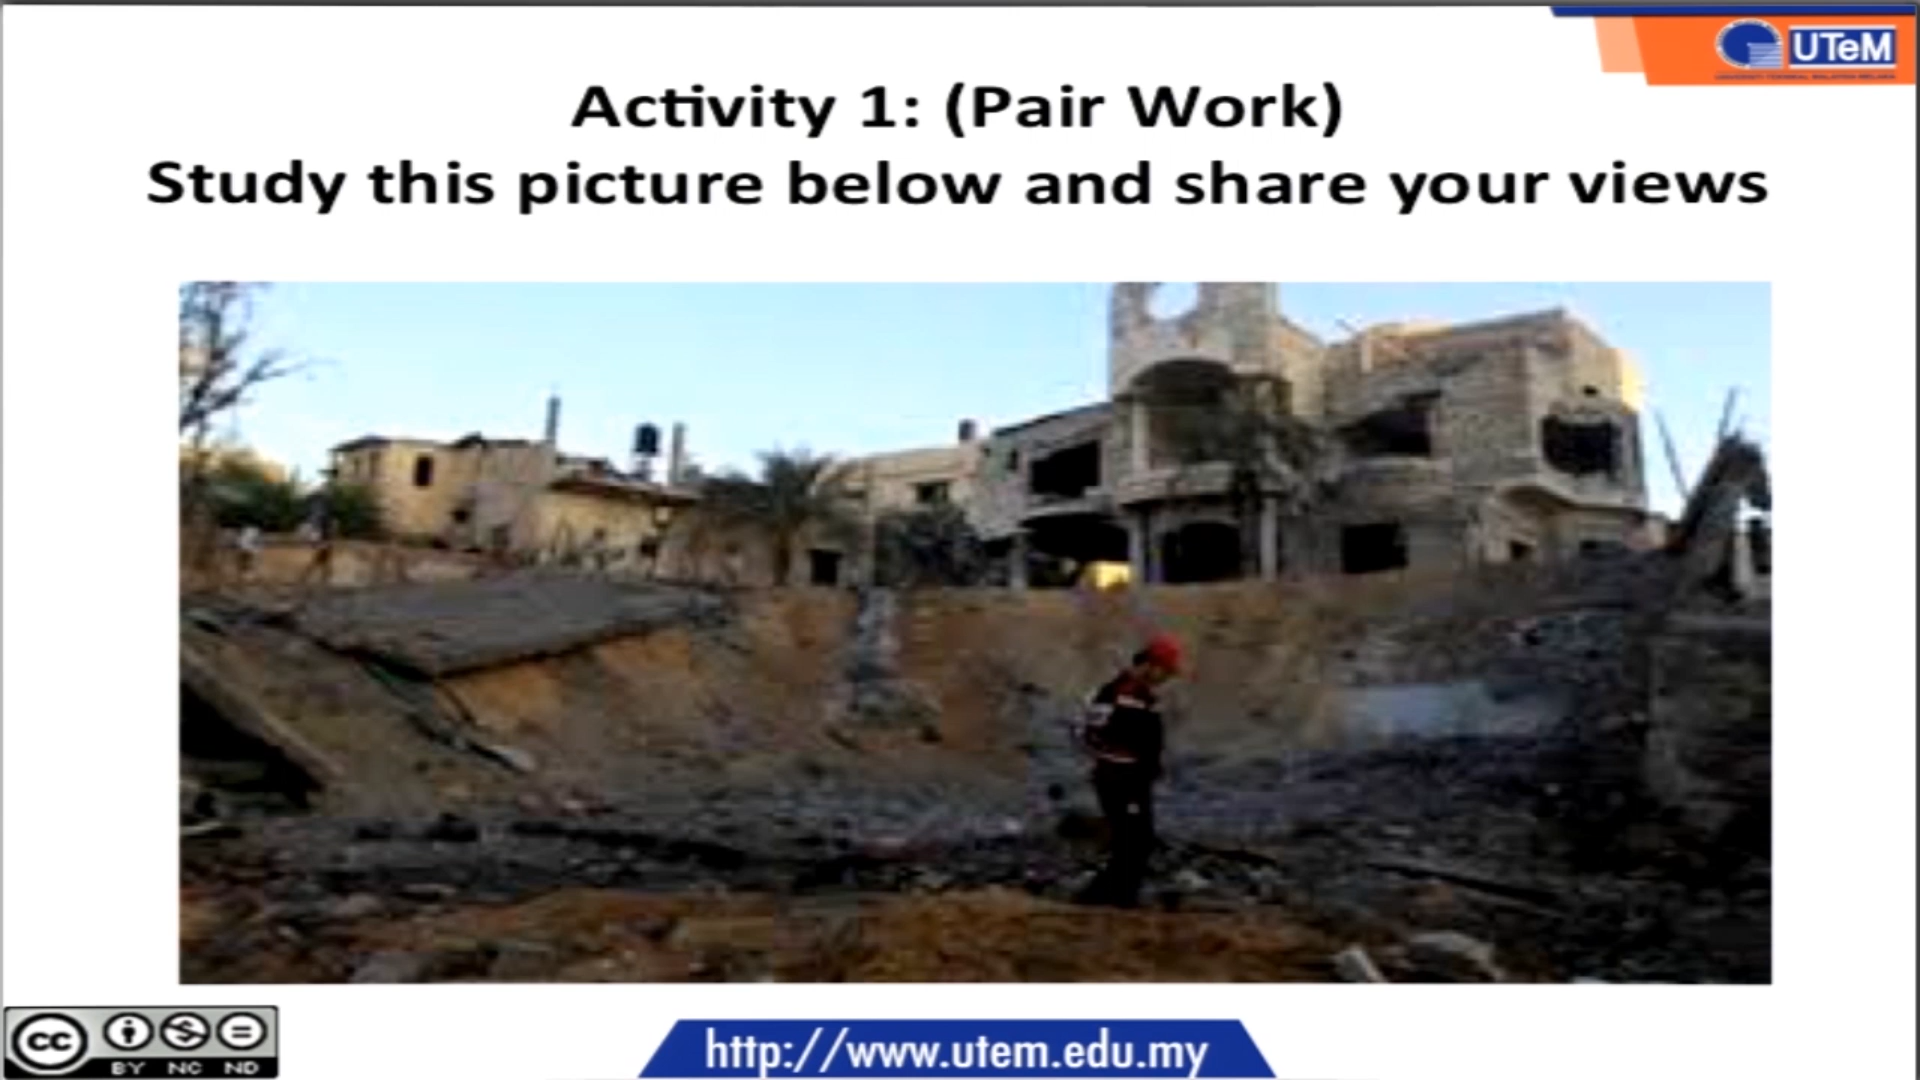 UTeM
Activity 1: (Pair Work)
Study this picture below and share your views
cc
BY NC ND
http://www.utem.edu.my